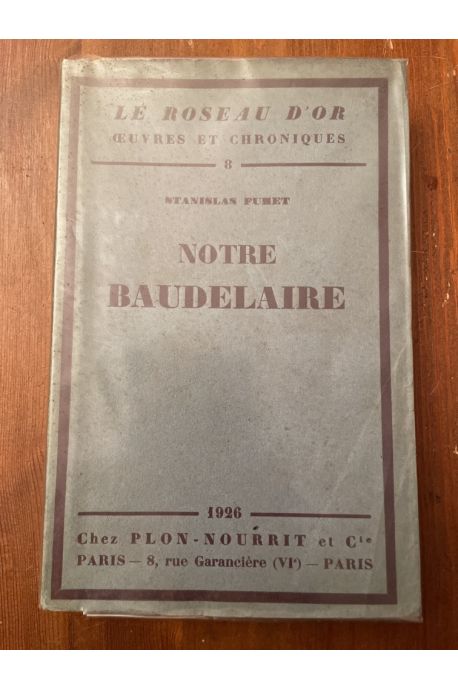 LE ROSEAU D'OR
ŒUVRES ET CHRONIQUES
8
STANISLAS FUMET
NOTRE
BAUDELAIRE
1926
Chez PLON-NOURRIT et Cie
PARIS — 8, rue Garancière (VIe) — PARIS